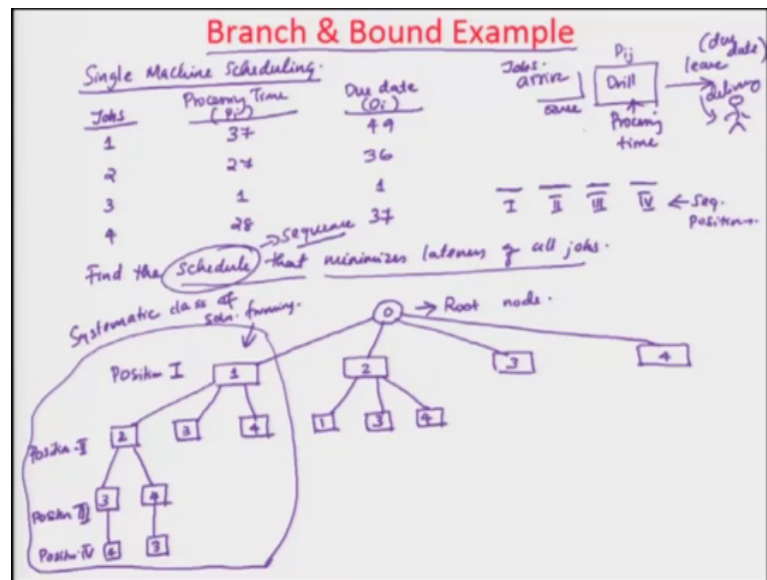 Branch & Bound Example
Single Machine Scheduling.
Jobs Processing Time (Pi) Due date (Di)
1 37 49
2 27 36
3 1 1
4 28 37
Jobs. arrive
Pij
Drill
Processing time
(due date)
leave
delivery
I II III IV ← Seq. Position
→ sequence
Find the schedule that minimizes lateness of all jobs.
Systematic class of
soln. forming.
0 → Root node.
Position I 1 2 3 4
Position-II 2 3 4 1 3 4
Position III 3 4
Position-IV 4 3